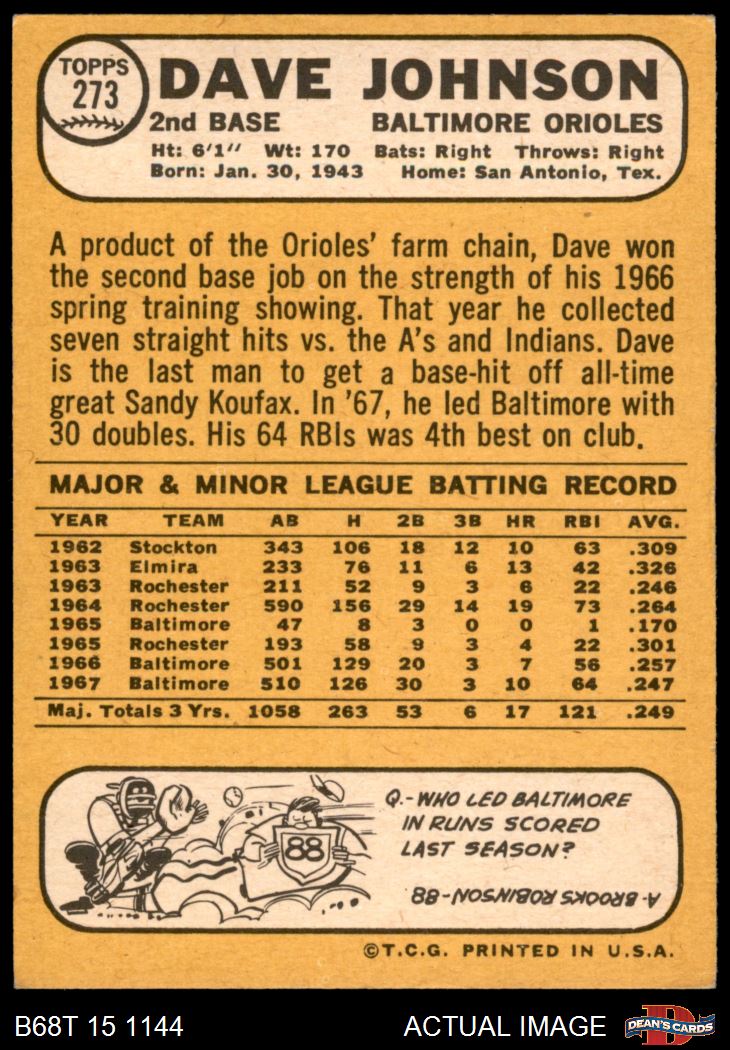 TOPPS
273
DAVE JOHNSON
2nd BASE BALTIMORE ORIOLES
Ht: 6'1" Wt: 170 Bats: Right Throws: Right
Born: Jan. 30, 1943 Home: San Antonio, Tex.
A product of the Orioles' farm chain, Dave won
the second base job on the strength of his 1966
spring training showing. That year he collected
seven straight hits vs. the A's and Indians. Dave
is the last man to get a base-hit off all-time
great Sandy Koufax. In '67, he led Baltimore with
30 doubles. His 64 RBIs was 4th best on club.
MAJOR & MINOR LEAGUE BATTING RECORD
YEAR TEAM AB H 2B 3B HR RBI AVG.
1962 Stockton 343 106 18 12 10 63 .309
1963 Elmira 233 76 11 6 13 42 .326
1963 Rochester 211 52 9 3 6 22 .246
1964 Rochester 590 156 29 14 19 73 .264
1965 Baltimore 47 8 3 0 0 1 .170
1965 Rochester 193 58 9 3 4 22 .301
1966 Baltimore 501 129 20 3 7 56 .257
1967 Baltimore 510 126 30 3 10 64 .247
Maj. Totals 3 Yrs. 1058 263 53 6 17 121 .249
88
Q.-WHO LED BALTIMORE
IN RUNS SCORED
LAST SEASON?
A-BROOKS ROBINSON-88
©T.C.G. PRINTED IN U.S.A.
B68T 15 1144 ACTUAL IMAGE
D
DEAN'S CARDS